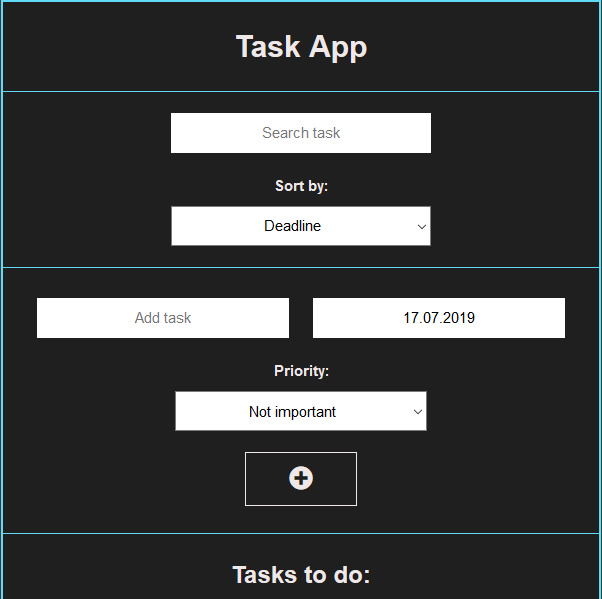 Task App
Search task
Sort by:
Deadline
Add task
17.07.2019
Priority:
Not important
Tasks to do: